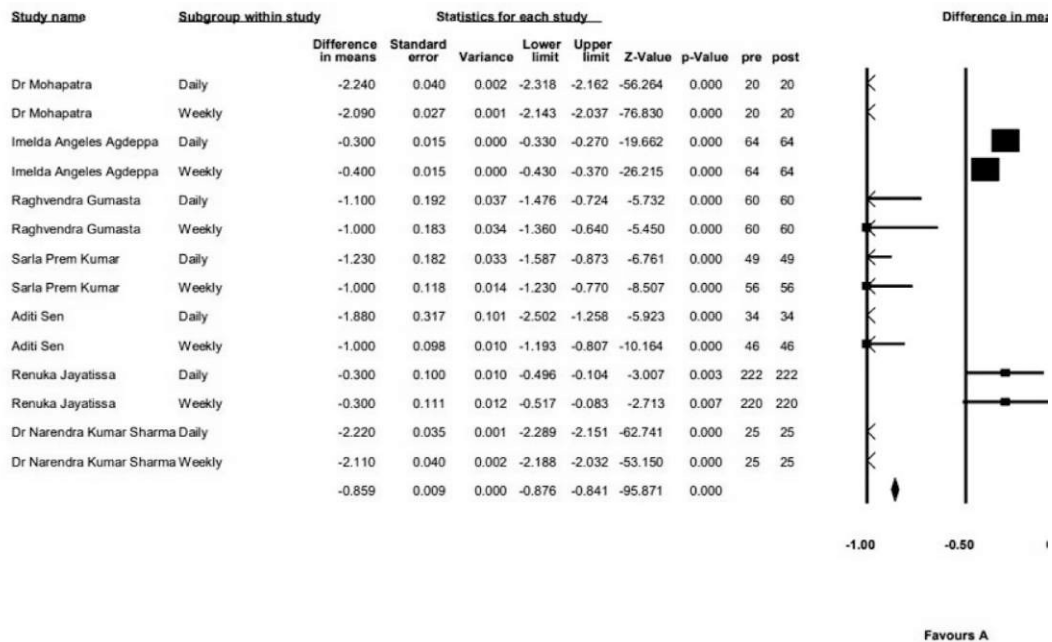 Study name Subgroup within study Statistics for each study Difference in mea
Difference in means Standard error Variance Lower limit Upper limit Z-Value p-Value pre post
Dr Mohapatra Daily -2.240 0.040 0.002 -2.318 -2.162 -56.264 0.000 20 20
Dr Mohapatra Weekly -2.090 0.027 0.001 -2.143 -2.037 -76.830 0.000 20 20
Imelda Angeles Agdeppa Daily -0.300 0.015 0.000 -0.330 -0.270 -19.662 0.000 64 64
Imelda Angeles Agdeppa Weekly -0.400 0.015 0.000 -0.430 -0.370 -26.215 0.000 64 64
Raghvendra Gumasta Daily -1.100 0.192 0.037 -1.476 -0.724 -5.732 0.000 60 60
Raghvendra Gumasta Weekly -1.000 0.183 0.034 -1.360 -0.640 -5.450 0.000 60 60
Sarla Prem Kumar Daily -1.230 0.182 0.033 -1.587 -0.873 -6.761 0.000 49 49
Sarla Prem Kumar Weekly -1.000 0.118 0.014 -1.230 -0.770 -8.507 0.000 56 56
Aditi Sen Daily -1.880 0.317 0.101 -2.502 -1.258 -5.923 0.000 34 34
Aditi Sen Weekly -1.000 0.098 0.010 -1.193 -0.807 -10.164 0.000 46 46
Renuka Jayatissa Daily -0.300 0.100 0.010 -0.496 -0.104 -3.007 0.003 222 222
Renuka Jayatissa Weekly -0.300 0.111 0.012 -0.517 -0.083 -2.713 0.007 220 220
Dr Narendra Kumar Sharma Daily -2.220 0.035 0.001 -2.289 -2.151 -62.741 0.000 25 25
Dr Narendra Kumar Sharma Weekly -2.110 0.040 0.002 -2.188 -2.032 -53.150 0.000 25 25
-0.859 0.009 0.000 -0.876 -0.841 -95.871 0.000
-1.00 -0.50
Favours A